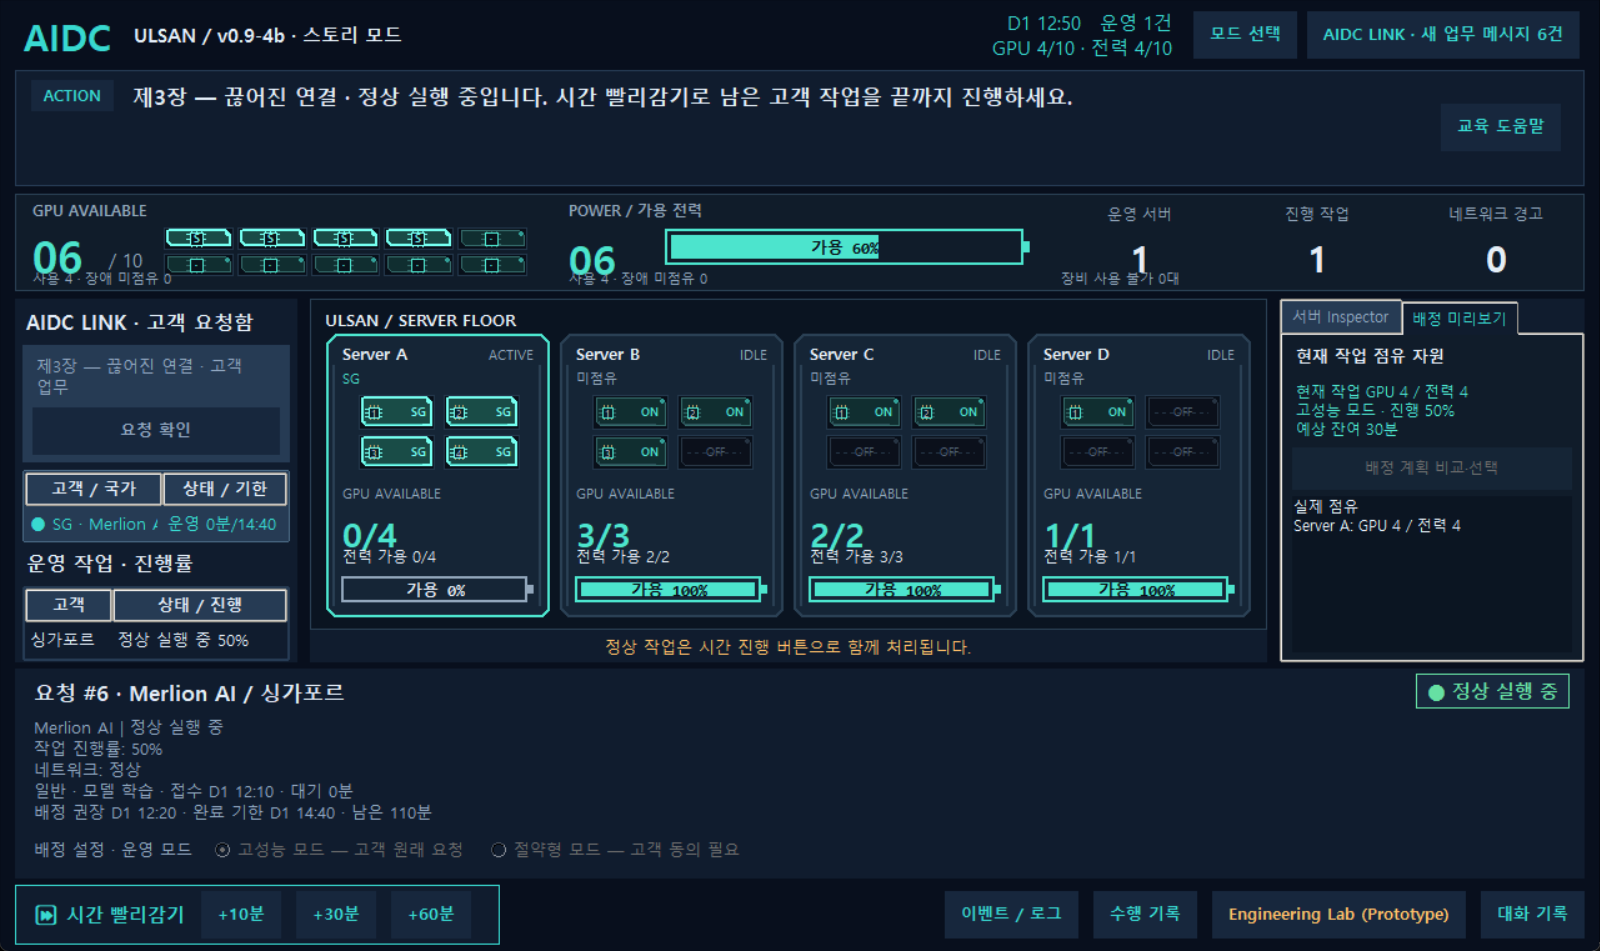 AIDC
ULSAN / v0.9-4b · 스토리 모드
D1 12:50 운영 1건
GPU 4/10 · 전력 4/10
모드 선택
AIDC LINK · 새 업무 메시지 6건
ACTION
제3장 — 끊어진 연결 · 정상 실행 중입니다. 시간 빨리감기로 남은 고객 작업을 끝까지 진행하세요.
교육 도움말
GPU AVAILABLE
06 / 10
사용 4 · 장애 미점유 0
S S S S -
- - - - -
POWER / 가용 전력
06
사용 4 · 장애 미점유 0
가용 60%
운영 서버
1
장비 사용 불가 0대
진행 작업
1
네트워크 경고
0
AIDC LINK · 고객 요청함
제3장 — 끊어진 연결 · 고객
업무
요청 확인
고객 / 국가 상태 / 기한
SG · Merlion 운영 0분/14:40
운영 작업 · 진행률
고객 상태 / 진행
싱가포르 정상 실행 중 50%
ULSAN / SERVER FLOOR
Server A ACTIVE
SG
1 SG 2 SG
3 SG 4 SG
GPU AVAILABLE
0/4
전력 가용 0/4
가용 0%
Server B IDLE
미점유
1 ON 2 ON
3 ON OFF
GPU AVAILABLE
3/3
전력 가용 2/2
가용 100%
Server C IDLE
미점유
1 ON 2 ON
OFF OFF
GPU AVAILABLE
2/2
전력 가용 3/3
가용 100%
Server D IDLE
미점유
1 ON OFF
OFF OFF
GPU AVAILABLE
1/1
전력 가용 1/1
가용 100%
정상 작업은 시간 진행 버튼으로 함께 처리됩니다.
서버 Inspector 배정 미리보기
현재 작업 점유 자원
현재 작업 GPU 4 / 전력 4
고성능 모드 · 진행 50%
예상 잔여 30분
배정 계획 비교·선택
실제 점유
Server A: GPU 4 / 전력 4
요청 #6 · Merlion AI / 싱가포르
정상 실행 중
Merlion AI | 정상 실행 중
작업 진행률: 50%
네트워크: 정상
일반 · 모델 학습 · 접수 D1 12:10 · 대기 0분
배정 권장 D1 12:20 · 완료 기한 D1 14:40 · 남은 110분
배정 설정 · 운영 모드 고성능 모드 — 고객 원래 요청 절약형 모드 — 고객 동의 필요
시간 빨리감기 +10분 +30분 +60분
이벤트 / 로그
수행 기록
Engineering Lab (Prototype)
대화 기록